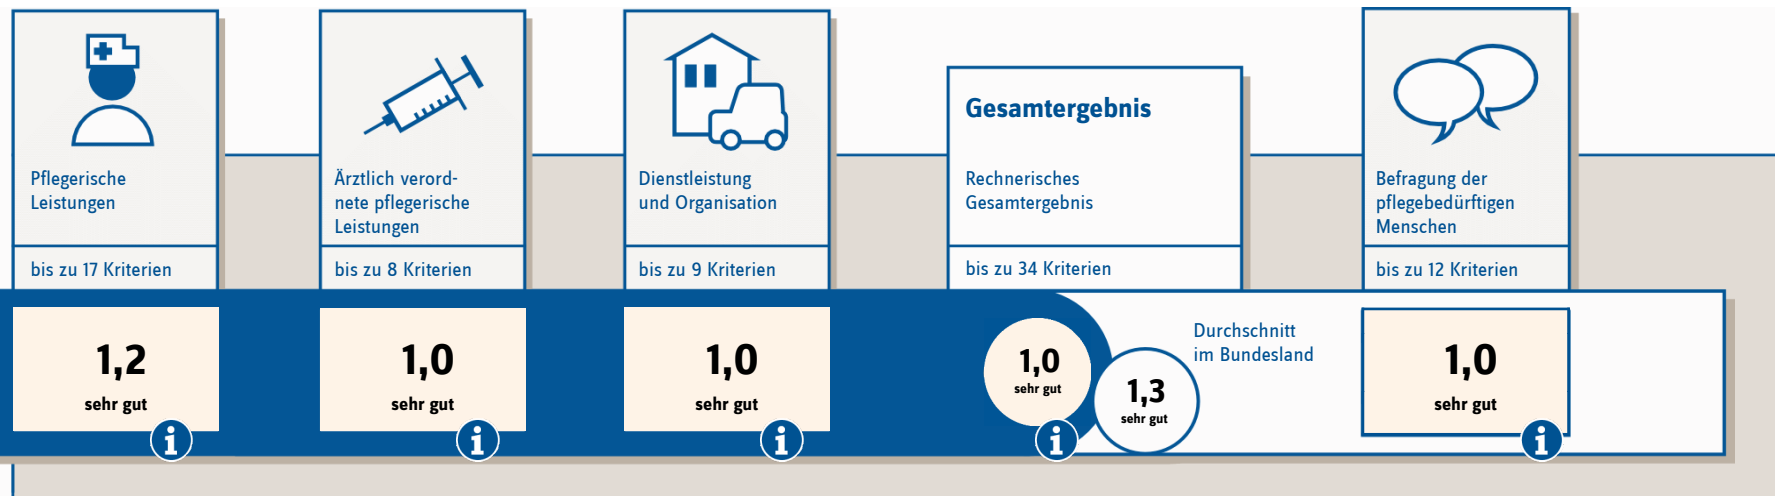 Pflegerische
Leistungen
bis zu 17 Kriterien
1,2
sehr gut
i
Ärztlich verord-
nete pflegerische
Leistungen
bis zu 8 Kriterien
1,0
sehr gut
i
Dienstleistung
und Organisation
bis zu 9 Kriterien
1,0
sehr gut
i
Gesamtergebnis
Rechnerisches
Gesamtergebnis
bis zu 34 Kriterien
1,0
sehr gut
i
1,3
sehr gut
Durchschnitt
im Bundesland
Befragung der
pflegebedürftigen
Menschen
bis zu 12 Kriterien
1,0
sehr gut
i